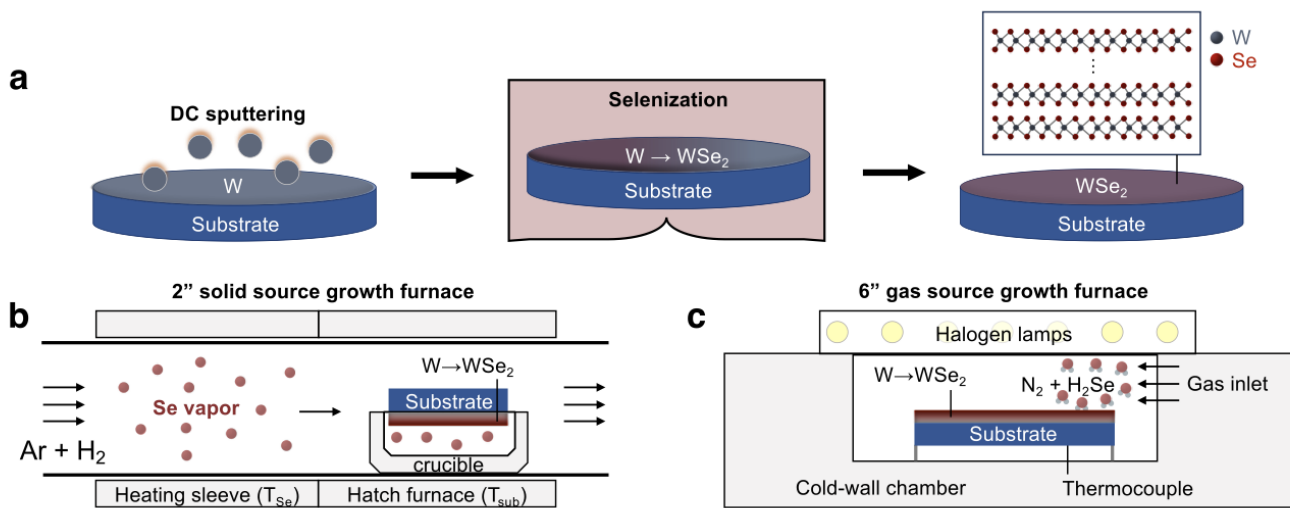 a
DC sputtering
W
Substrate
Selenization
W → WSe₂
Substrate
⋮
W
Se
WSe₂
Substrate
b
2” solid source growth furnace
W→WSe₂
Se vapor
Substrate
Ar + H₂
crucible
Heating sleeve (T_Se)
Hatch furnace (T_sub)
c
6” gas source growth furnace
Halogen lamps
W→WSe₂
N₂ + H₂Se
Gas inlet
Substrate
Cold-wall chamber
Thermocouple